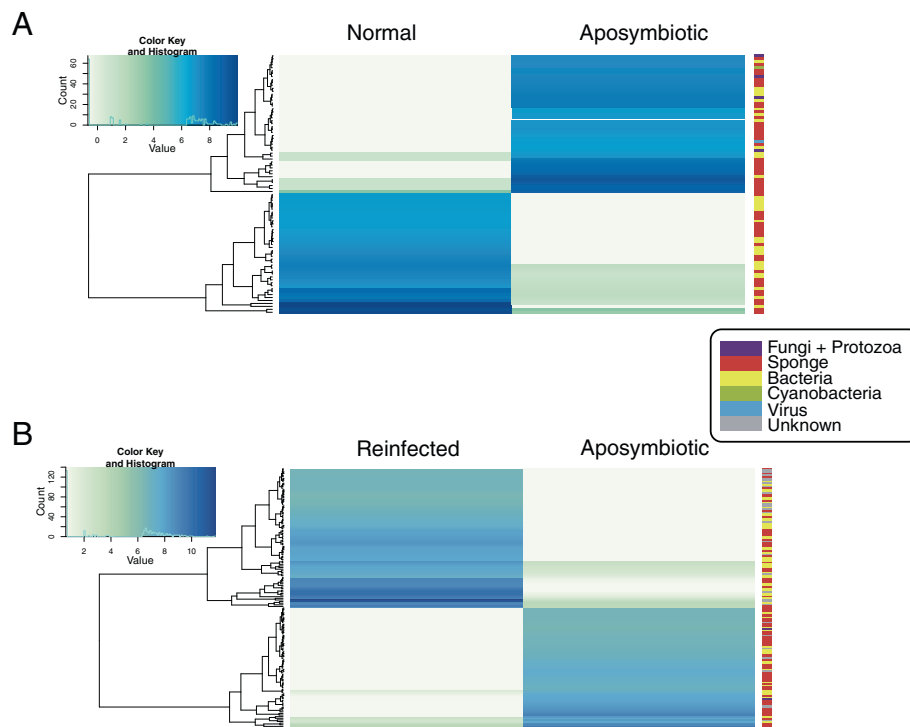 A
Normal
Aposymbiotic
Color Key
and Histogram
Count
0 20 40 60
0 2 4 6 8
Value
Fungi + Protozoa
Sponge
Bacteria
Cyanobacteria
Virus
Unknown
B
Reinfected
Aposymbiotic
Color Key
and Histogram
Count
0 40 80 120
2 4 6 8 10
Value